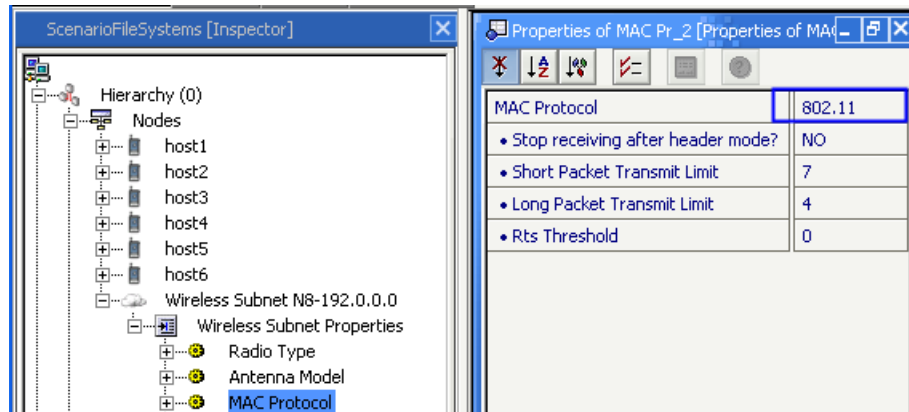 ScenarioFileSystems [Inspector]
Hierarchy (0)
Nodes
host1
host2
host3
host4
host5
host6
Wireless Subnet N8-192.0.0.0
Wireless Subnet Properties
Radio Type
Antenna Model
MAC Protocol
Properties of MAC Pr_2 [Properties of MA
MAC Protocol 802.11
• Stop receiving after header mode? NO
• Short Packet Transmit Limit 7
• Long Packet Transmit Limit 4
• Rts Threshold 0